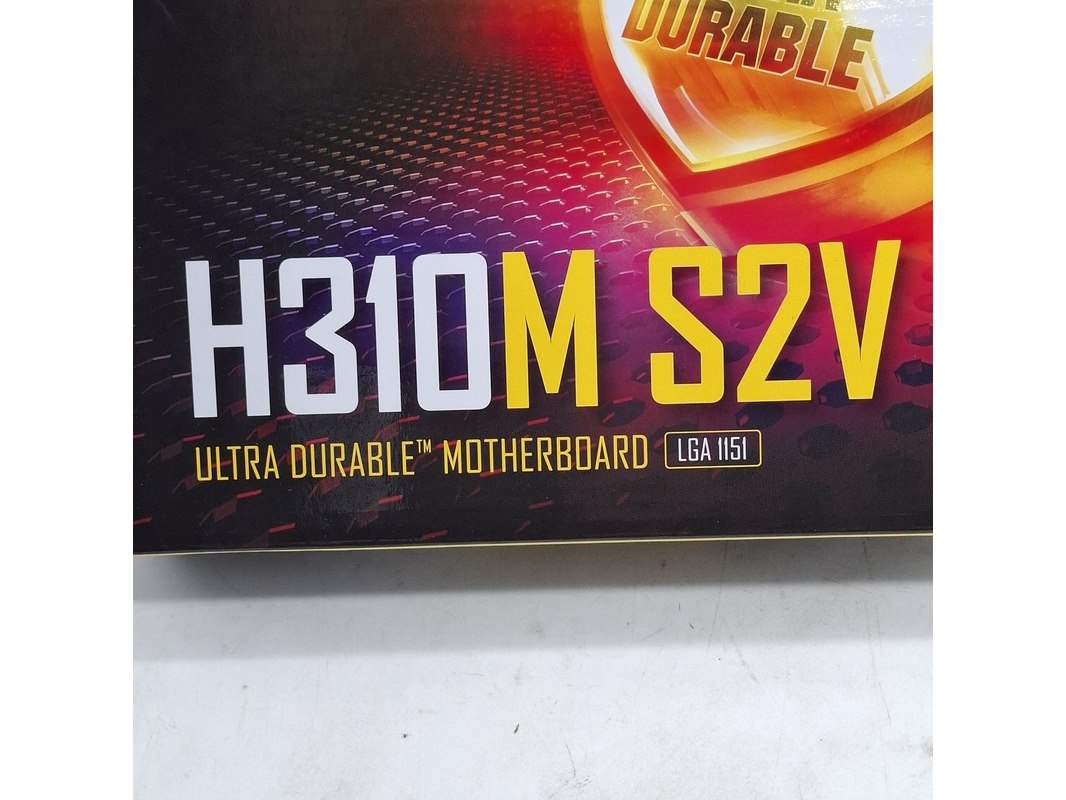 DURABLE
H310M S2V
ULTRA DURABLE™ MOTHERBOARD LGA 1151